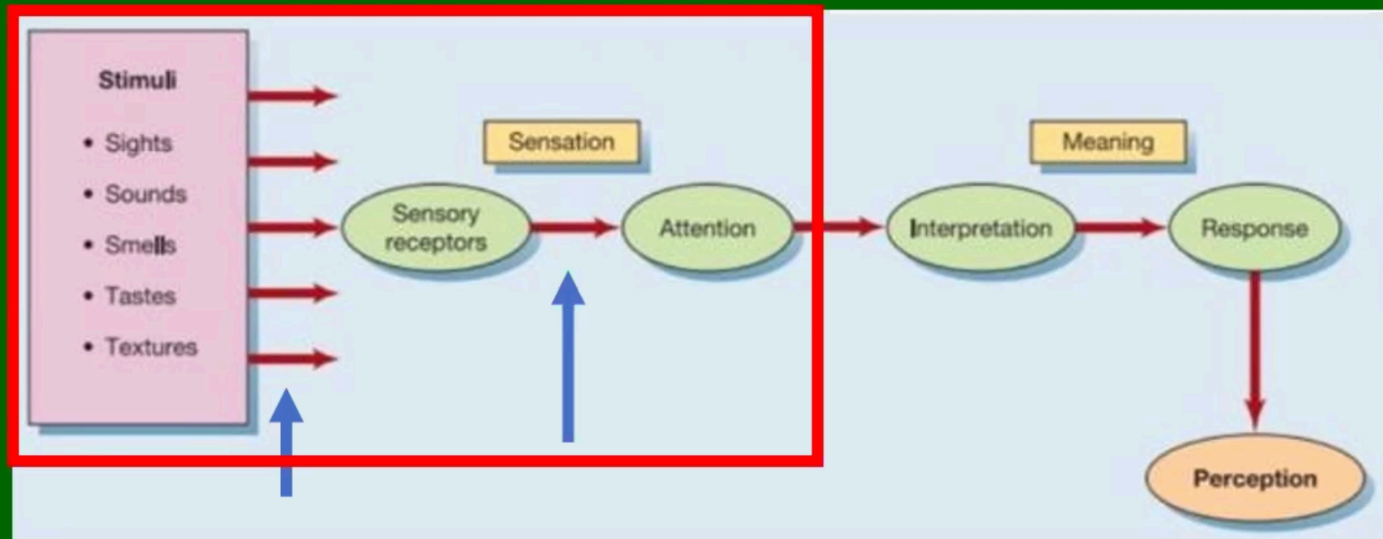 Stimuli
• Sights
• Sounds
• Smells
• Tastes
• Textures
Sensation
Sensory
receptors
Attention
Meaning
Interpretation
Response
Perception